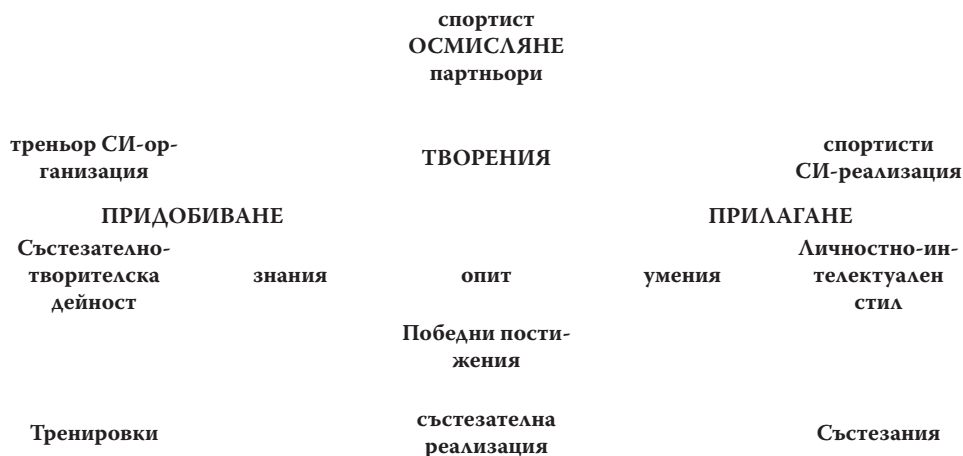 спортист
ОСМИСЛЯНЕ
партньори
треньор СИ-ор-
ганизация
ТВОРЕНИЯ
спортисти
СИ-реализация
ПРИДОБИВАНЕ
ПРИЛАГАНЕ
Състезателно-
творителска
дейност
знания
опит
умения
Личностно-ин-
телектуален
стил
Победни пости-
жения
Тренировки
състезателна
реализация
Състезания